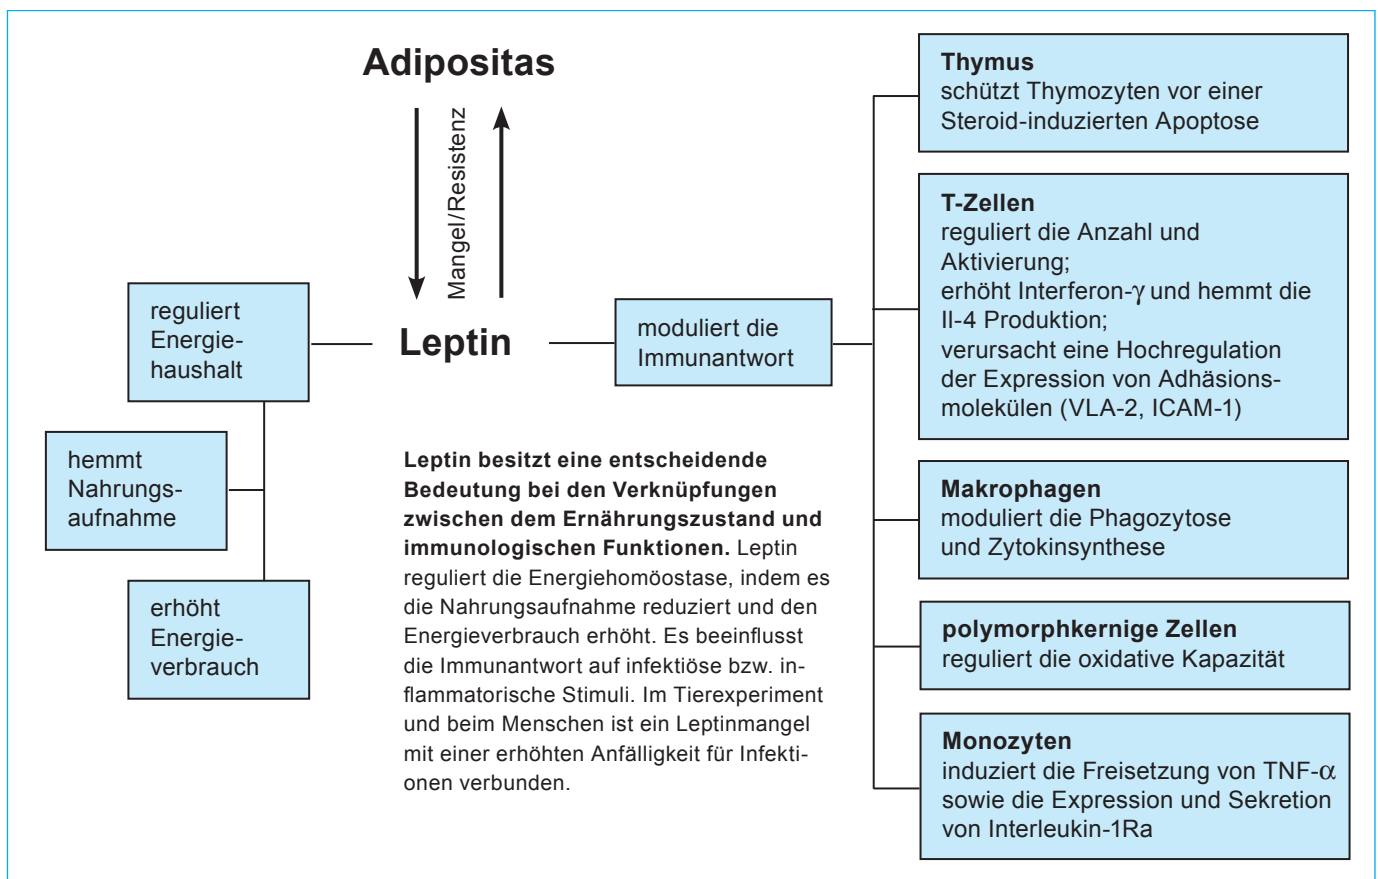 Adipositas
Mangel/Resistenz
Leptin
reguliert
Energie-
haushalt
hemmt
Nahrungs-
aufnahme
erhöht
Energie-
verbrauch
moduliert die
Immunantwort
Leptin besitzt eine entscheidende
Bedeutung bei den Verknüpfungen
zwischen dem Ernährungszustand und
immunologischen Funktionen. Leptin
reguliert die Energiehomöostase, indem es
die Nahrungsaufnahme reduziert und den
Energieverbrauch erhöht. Es beeinflusst
die Immunantwort auf infektiöse bzw. in-
flammatorische Stimuli. Im Tierexperiment
und beim Menschen ist ein Leptinmangel
mit einer erhöhten Anfälligkeit für Infekti-
onen verbunden.
Thymus
schützt Thymozyten vor einer
Steroid-induzierten Apoptose
T-Zellen
reguliert die Anzahl und
Aktivierung;
erhöht Interferon-γ und hemmt die
Il-4 Produktion;
verursacht eine Hochregulation
der Expression von Adhäsions-
molekülen (VLA-2, ICAM-1)
Makrophagen
moduliert die Phagozytose
und Zytokinsynthese
polymorphkernige Zellen
reguliert die oxidative Kapazität
Monozyten
induziert die Freisetzung von TNF-α
sowie die Expression und Sekretion
von Interleukin-1Ra